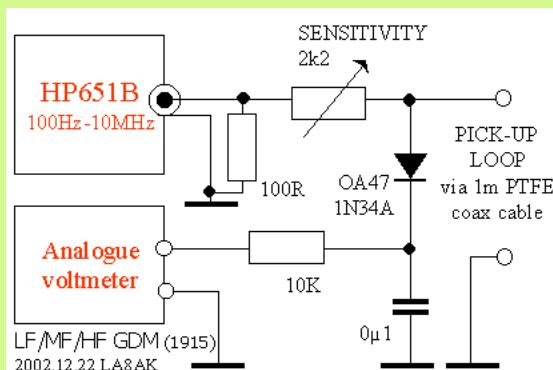 SENSITIVITY
2k2
HP651B
100Hz-10MHz
100R
OA47
1N34A
PICK-UP
LOOP
via 1m PTFE
coax cable
Analogue
voltmeter
10K
0µ1
LF/MF/HF GDM (1915)
2002.12.22 LA8AK